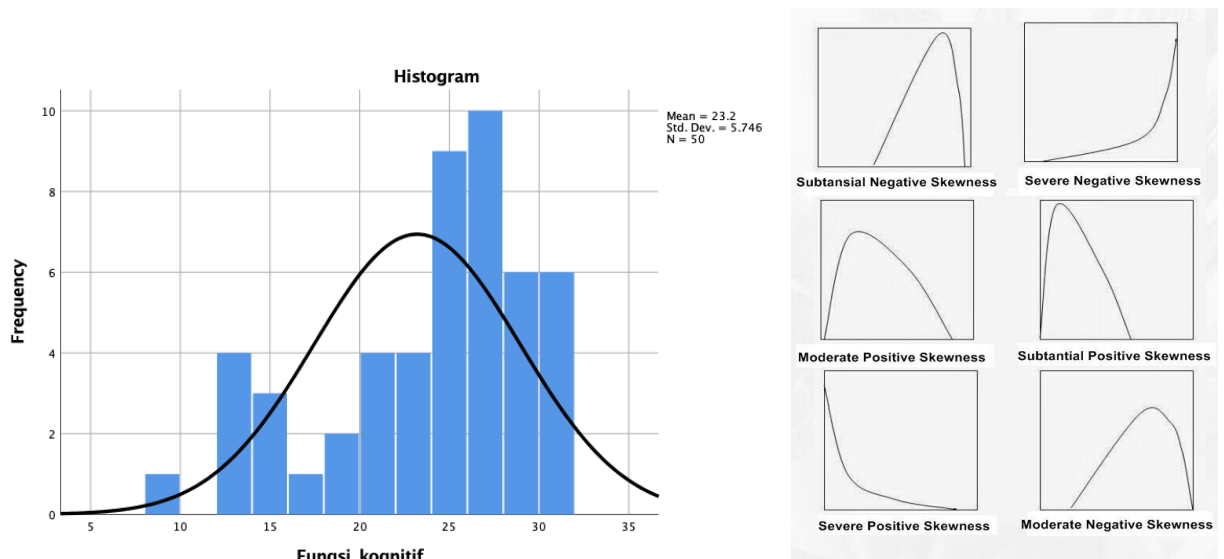 Histogram
Mean = 23.2
Std. Dev. = 5.746
N = 50
Frequency
10
8
6
4
2
0
5 10 15 20 25 30 35
Fungsi_kognitif
Subtansial Negative Skewness
Severe Negative Skewness
Moderate Positive Skewness
Subtantial Positive Skewness
Severe Positive Skewness
Moderate Negative Skewness